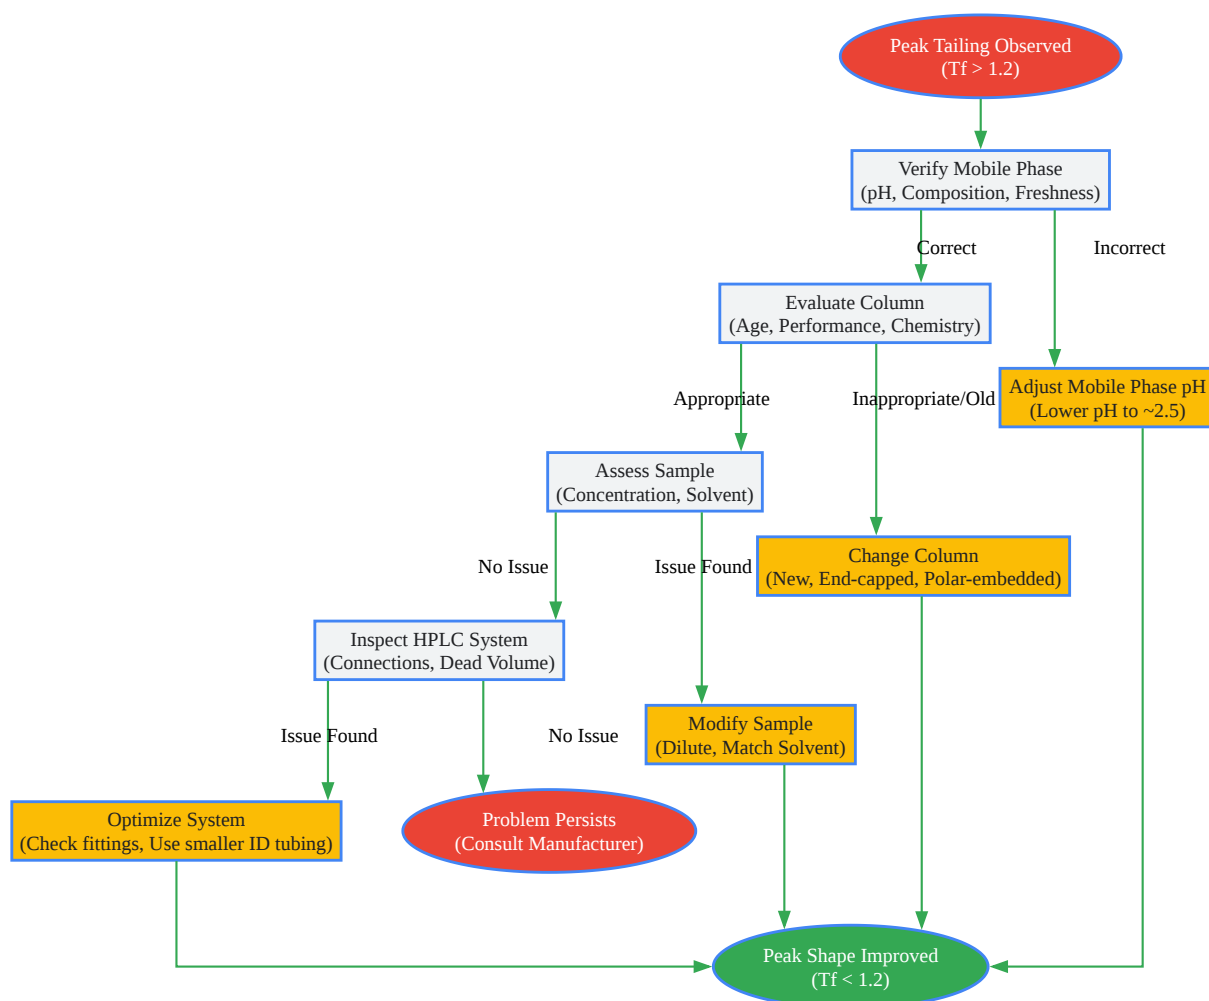 Peak Tailing Observed
(Tf > 1.2)
Verify Mobile Phase
(pH, Composition, Freshness)
Correct
Incorrect
Evaluate Column
(Age, Performance, Chemistry)
Adjust Mobile Phase pH
(Lower pH to ~2.5)
Appropriate
Inappropriate/Old
Assess Sample
(Concentration, Solvent)
Change Column
(New, End-capped, Polar-embedded)
No Issue
Issue Found
Inspect HPLC System
(Connections, Dead Volume)
Modify Sample
(Dilute, Match Solvent)
Issue Found
No Issue
Optimize System
(Check fittings, Use smaller ID tubing)
Problem Persists
(Consult Manufacturer)
Peak Shape Improved
(Tf < 1.2)